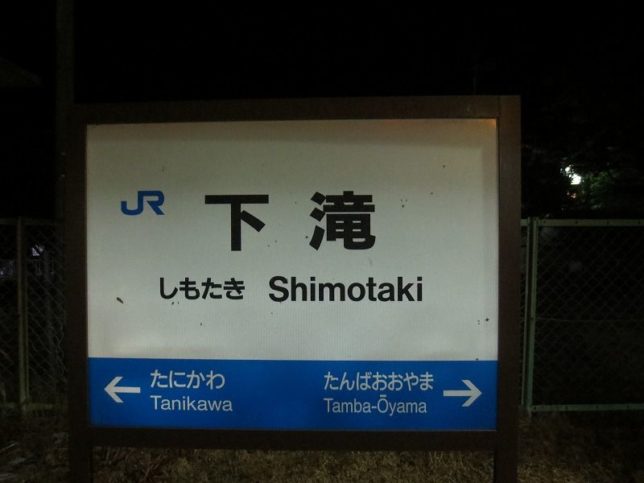 JR 下滝
しもたき Shimotaki
← たにかわ たんばおおやま →
Tanikawa Tamba-Ōyama